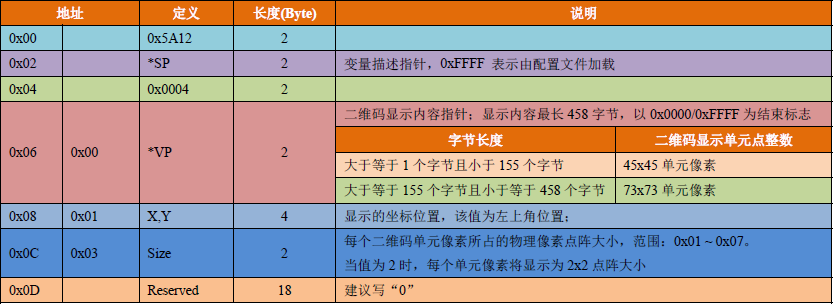 地址 定义 长度(Byte) 说明
0x00 0x5A12 2
0x02 *SP 2 变量描述指针，0xFFFF 表示由配置文件加载
0x04 0x0004 2
二维码显示内容指针；显示内容最长 458 字节，以 0x0000/0xFFFF 为结束标志
字节长度 二维码显示单元点整数
0x06 0x00 *VP 2 大于等于 1 个字节且小于 155 个字节 45x45 单元像素
大于等于 155 个字节且小于等于 458 个字节 73x73 单元像素
0x08 0x01 X,Y 4 显示的坐标位置，该值为左上角位置；
0x0C 0x03 Size 2 每个二维码单元像素所占的物理像素点阵大小，范围：0x01 ~ 0x07。
当值为 2 时，每个单元像素将显示为 2x2 点阵大小
0x0D Reserved 18 建议写“0”